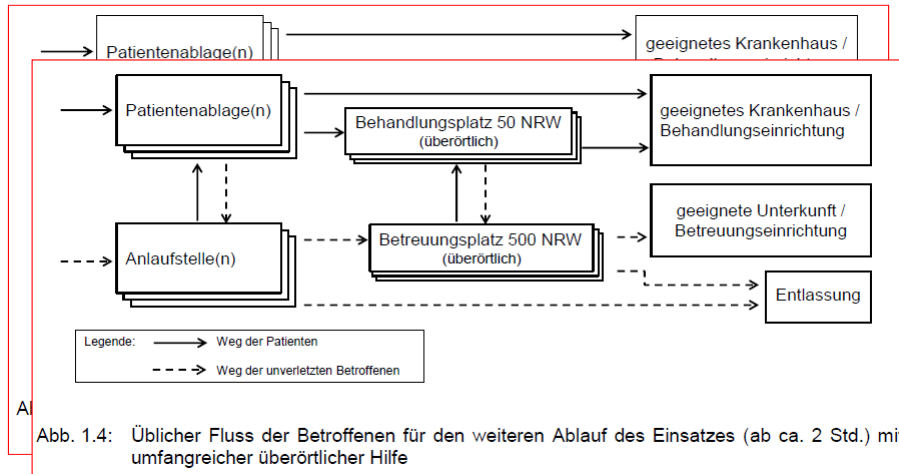 Patientenablage(n)
geeignetes Krankenhaus /
Patientenablage(n)
Behandlungsplatz 50 NRW
(überörtlich)
geeignetes Krankenhaus /
Behandlungseinrichtung
Anlaufstelle(n)
Betreuungsplatz 500 NRW
(überörtlich)
geeignete Unterkunft /
Betreuungseinrichtung
Entlassung
Legende: Weg der Patienten
Weg der unverletzten Betroffenen
Abb. 1.4: Üblicher Fluss der Betroffenen für den weiteren Ablauf des Einsatzes (ab ca. 2 Std.) mi
umfangreicher überörtlicher Hilfe